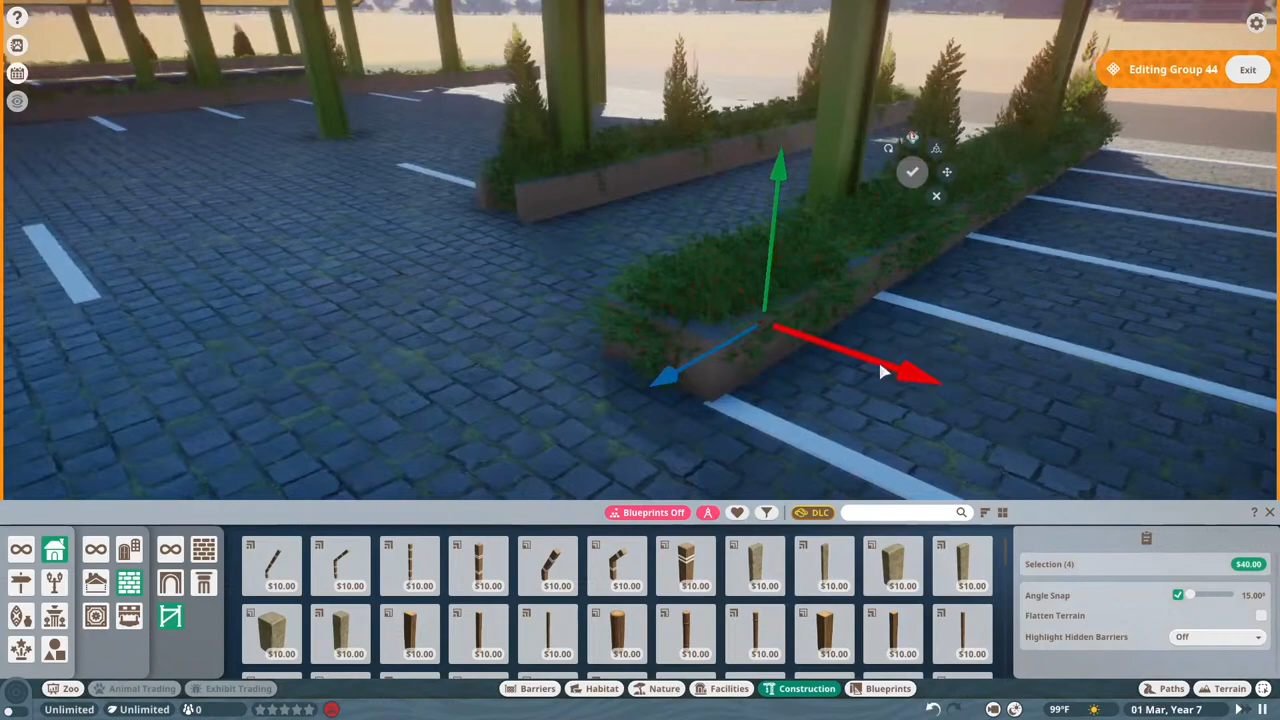 ?
Editing Group 44
Exit
Blueprints Off
DLC
?
$10.00 $10.00 $10.00 $10.00 $10.00 $10.00 $10.00 $10.00 $10.00 $10.00 $10.00
$10.00 $10.00 $10.00 $10.00 $10.00 $10.00 $10.00 $10.00 $10.00 $10.00 $10.00
Selection (4) $40.00
Angle Snap 15.00°
Flatten Terrain
Highlight Hidden Barriers Off
Zoo Animal Trading Exhibit Trading Barriers Habitat Nature Facilities Construction Blueprints Paths Terrain
Unlimited Unlimited 0 99°F 01 Mar, Year 7